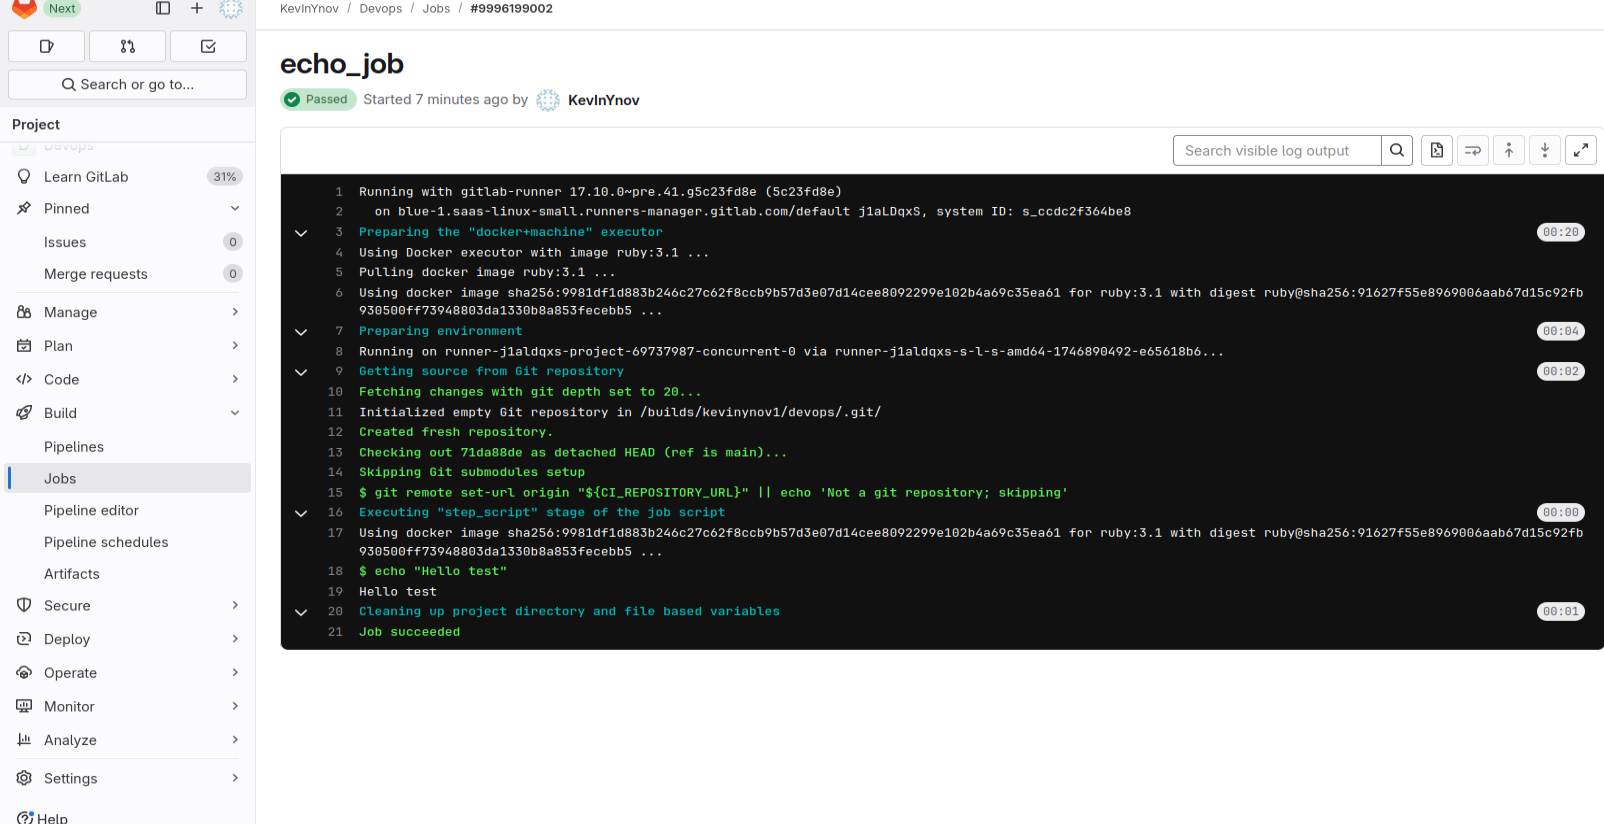 Next
KevInYnov / Devops / Jobs / #9996199002
Search or go to...
Project
Devops
Learn GitLab 31%
Pinned
Issues 0
Merge requests 0
Manage
Plan
Code
Build
Pipelines
Jobs
Pipeline editor
Pipeline schedules
Artifacts
Secure
Deploy
Operate
Monitor
Analyze
Settings
Help
echo_job
Passed Started 7 minutes ago by KevInYnov
Search visible log output
1 Running with gitlab-runner 17.10.0~pre.41.g5c23fd8e (5c23fd8e)
2 on blue-1.saas-linux-small.runners-manager.gitlab.com/default j1aLDqxS, system ID: s_ccdc2f364be8
3 Preparing the "docker+machine" executor 00:20
4 Using Docker executor with image ruby:3.1 ...
5 Pulling docker image ruby:3.1 ...
6 Using docker image sha256:9981df1d883b246c27c62f8ccb9b57d3e07d14cee8092299e102b4a69c35ea61 for ruby:3.1 with digest ruby@sha256:91627f55e8969006aab67d15c92fb
930500ff73948803da1330b8a853fecebb5 ...
7 Preparing environment 00:04
8 Running on runner-j1aldqxs-project-69737987-concurrent-0 via runner-j1aldqxs-s-l-s-amd64-1746890492-e65618b6...
9 Getting source from Git repository 00:02
10 Fetching changes with git depth set to 20...
11 Initialized empty Git repository in /builds/kevinynov1/devops/.git/
12 Created fresh repository.
13 Checking out 71da88de as detached HEAD (ref is main)...
14 Skipping Git submodules setup
15 $ git remote set-url origin "${CI_REPOSITORY_URL}" || echo 'Not a git repository; skipping'
16 Executing "step_script" stage of the job script 00:00
17 Using docker image sha256:9981df1d883b246c27c62f8ccb9b57d3e07d14cee8092299e102b4a69c35ea61 for ruby:3.1 with digest ruby@sha256:91627f55e8969006aab67d15c92fb
930500ff73948803da1330b8a853fecebb5 ...
18 $ echo "Hello test"
19 Hello test
20 Cleaning up project directory and file based variables 00:01
21 Job succeeded